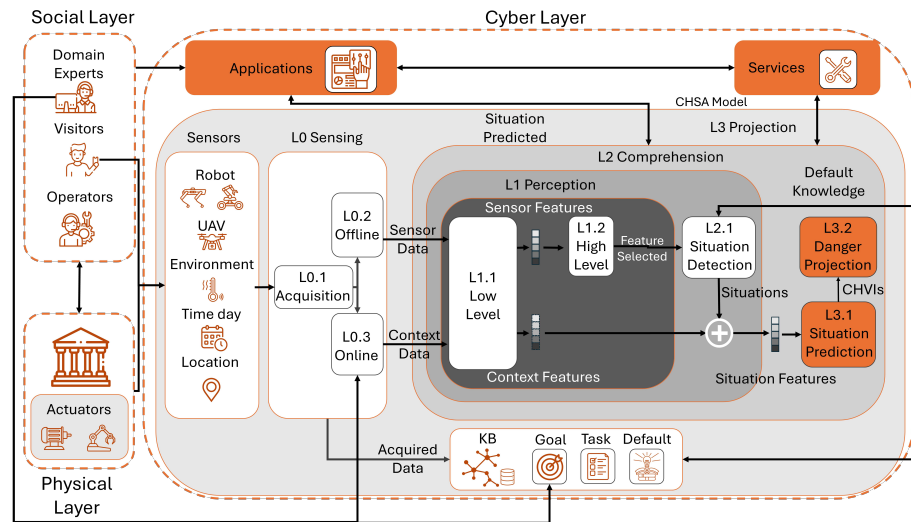 Social Layer
Cyber Layer
Domain
Experts
Visitors
Operators
Applications
Services
CHSA Model
Situation
Predicted
L3 Projection
Sensors
L0 Sensing
L2 Comprehension
Robot
UAV
Environment
Time day
Location
L0.2
Offline
L0.1
Acquisition
L0.3
Online
Sensor
Data
Context
Data
L1 Perception
Default
Knowledge
Sensor Features
L1.1
Low
Level
L1.2
High
Level
Feature
Selected
L2.1
Situation
Detection
L3.2
Danger
Projection
CHVIs
Situations
L3.1
Situation
Prediction
Context Features
Situation Features
Actuators
Physical
Layer
Acquired
Data
KB
Goal
Task
Default